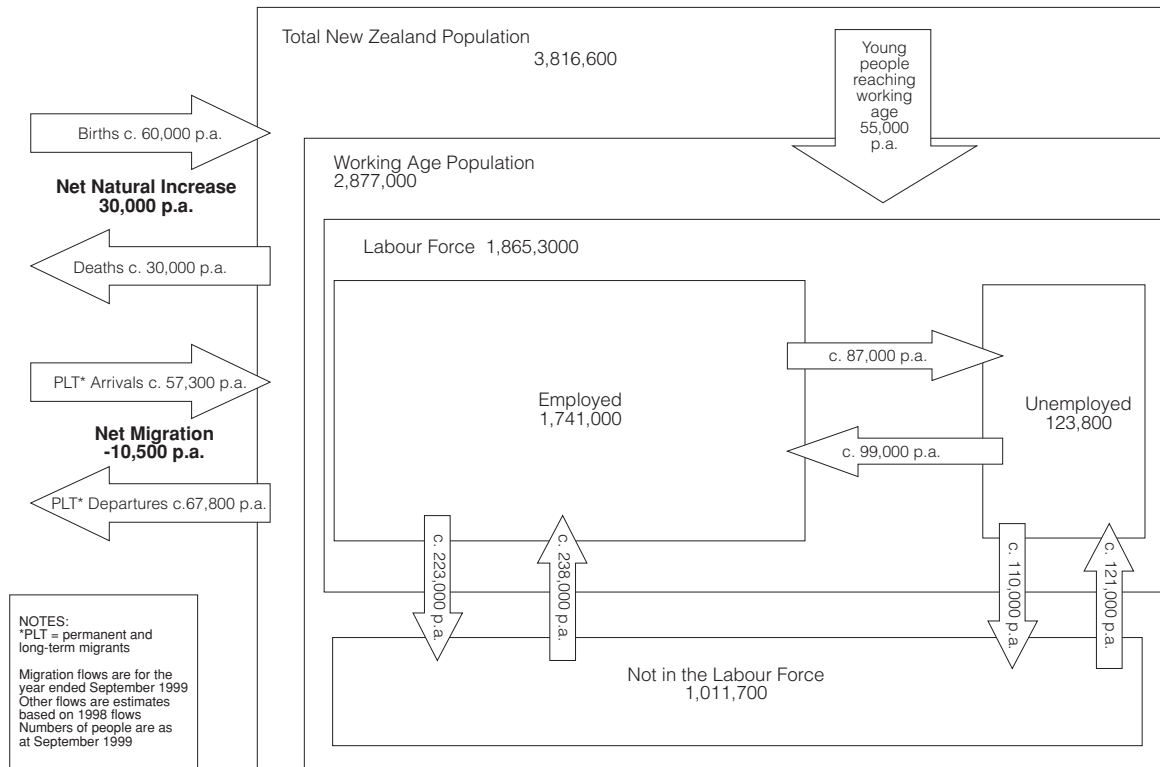 Total New Zealand Population
3,816,600
Young
people
reaching
working
age
55,000
p.a.
Births c. 60,000 p.a.
Net Natural Increase
30,000 p.a.
Deaths c. 30,000 p.a.
PLT* Arrivals c. 57,300 p.a.
Net Migration
-10,500 p.a.
PLT* Departures c.67,800 p.a.
Working Age Population
2,877,000
Labour Force 1,865,3000
Employed
1,741,000
c. 87,000 p.a.
c. 99,000 p.a.
Unemployed
123,800
c. 223,000 p.a.
c. 238,000 p.a.
c. 110,000 p.a.
c. 121,000 p.a.
Not in the Labour Force
1,011,700
NOTES:
*PLT = permanent and
long-term migrants
Migration flows are for the
year ended September 1999
Other flows are estimates
based on 1998 flows
Numbers of people are as
at September 1999